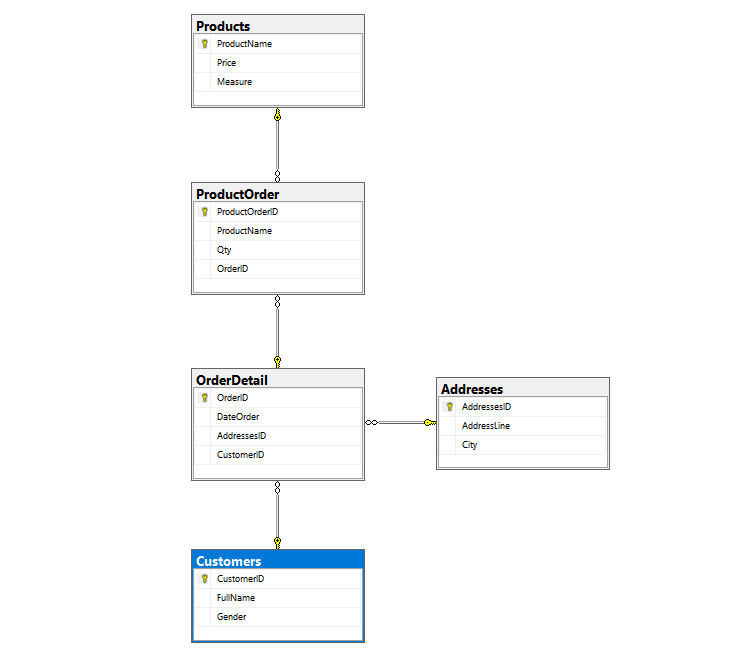 Products
ProductName
Price
Measure
ProductOrder
ProductOrderID
ProductName
Qty
OrderID
OrderDetail
OrderID
DateOrder
AddressesID
CustomerID
Addresses
AddressesID
AddressLine
City
Customers
CustomerID
FullName
Gender